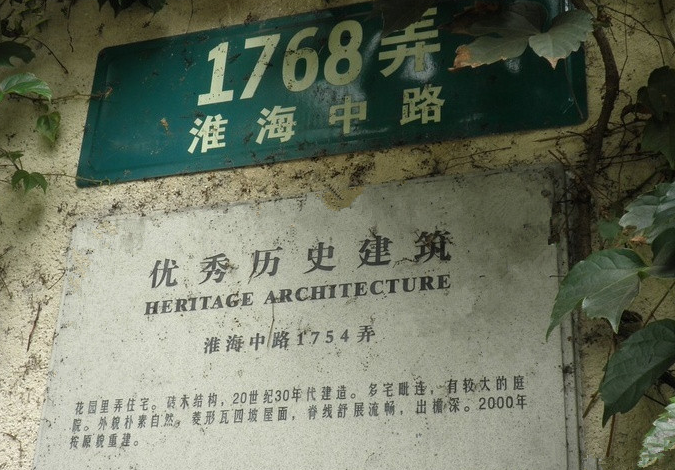 1768弄
淮海中路
优秀历史建筑
HERITAGE ARCHITECTURE
淮海中路1754弄
花园里弄住宅。砖木结构，20世纪30年代建造。多宅毗连，有较大的庭
院。外貌朴素自然，菱形瓦四坡屋面，脊线舒展流畅，出檐深。2000年
按原貌重建。